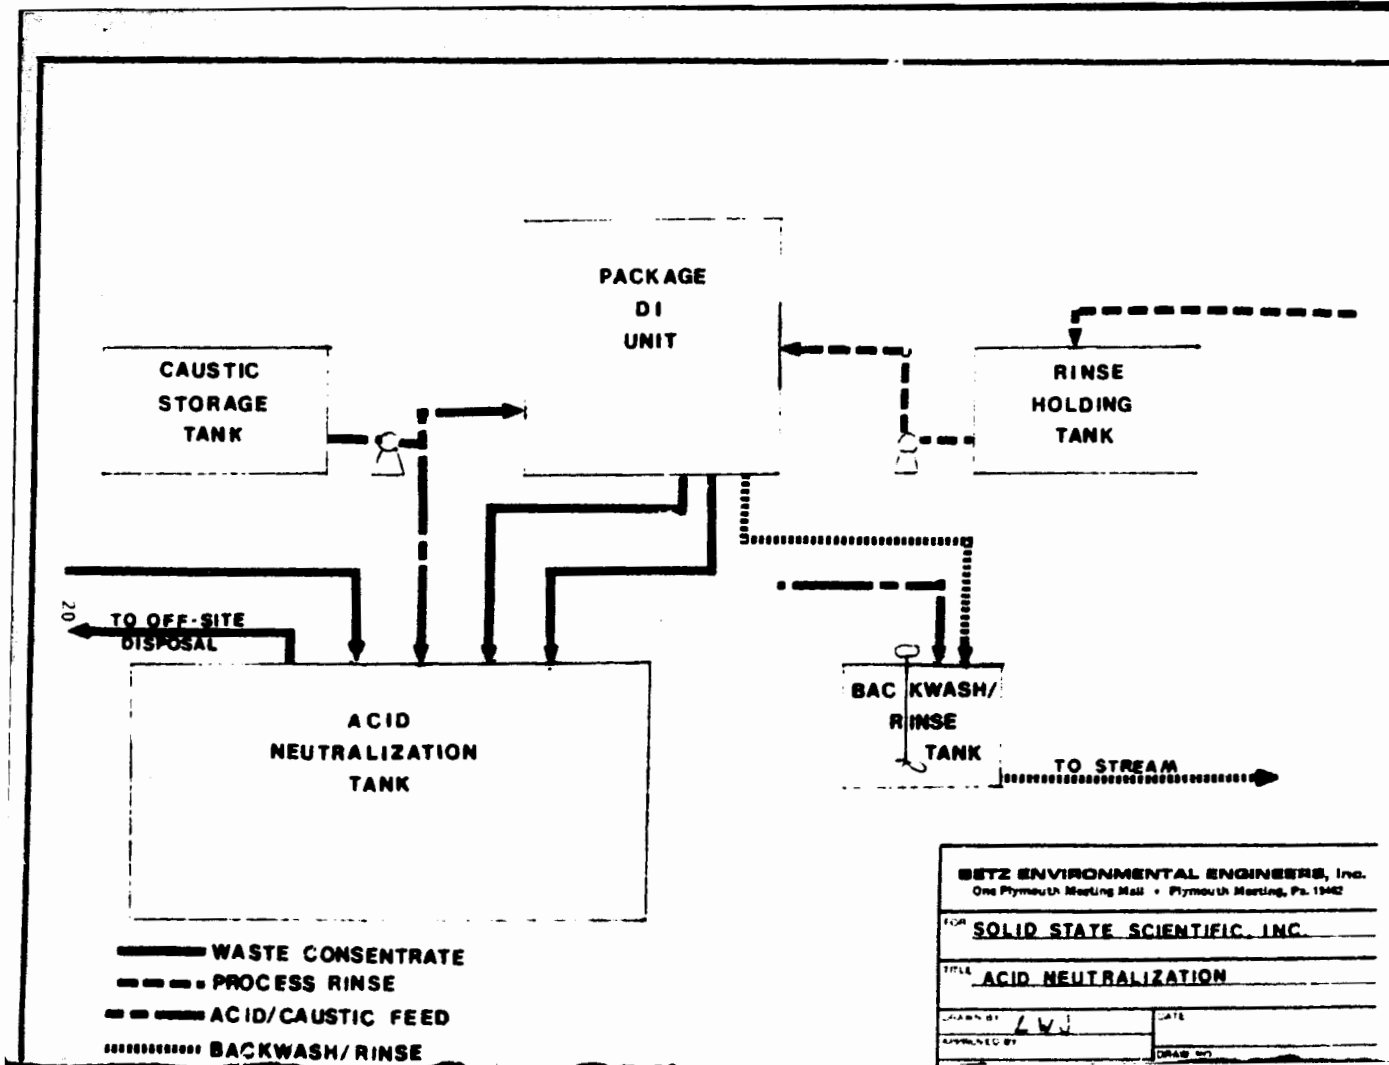 PACKAGE
DI
UNIT
CAUSTIC
STORAGE
TANK
RINSE
HOLDING
TANK
20
TO OFF-SITE
DISPOSAL
ACID
NEUTRALIZATION
TANK
BACKWASH/
RINSE
TANK
TO STREAM
WASTE CONSENTRATE
PROCESS RINSE
ACID/CAUSTIC FEED
BACKWASH/RINSE
BETZ ENVIRONMENTAL ENGINEERS, Inc.
One Plymouth Meeting Mall • Plymouth Meeting, Pa. 19462
FOR SOLID STATE SCIENTIFIC, INC.
TITLE ACID NEUTRALIZATION
DRAWN BY LWJ
DATE
APPROVED BY
DRAW NO